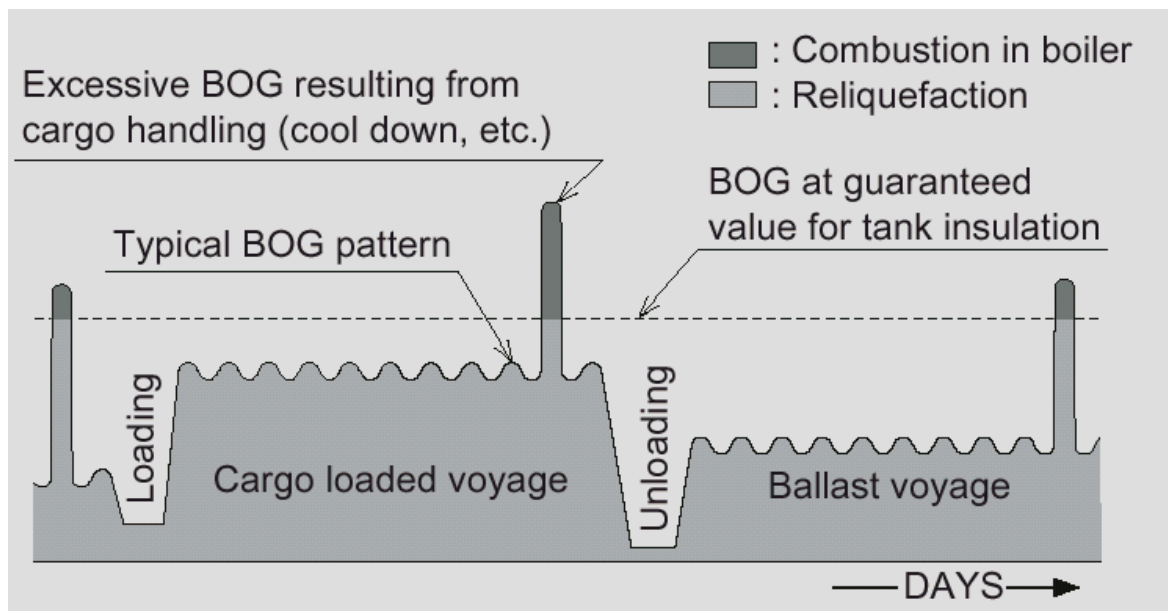 : Combustion in boiler
: Reliquefaction
Excessive BOG resulting from
cargo handling (cool down, etc.)
BOG at guaranteed
value for tank insulation
Typical BOG pattern
Loading
Cargo loaded voyage
Unloading
Ballast voyage
DAYS